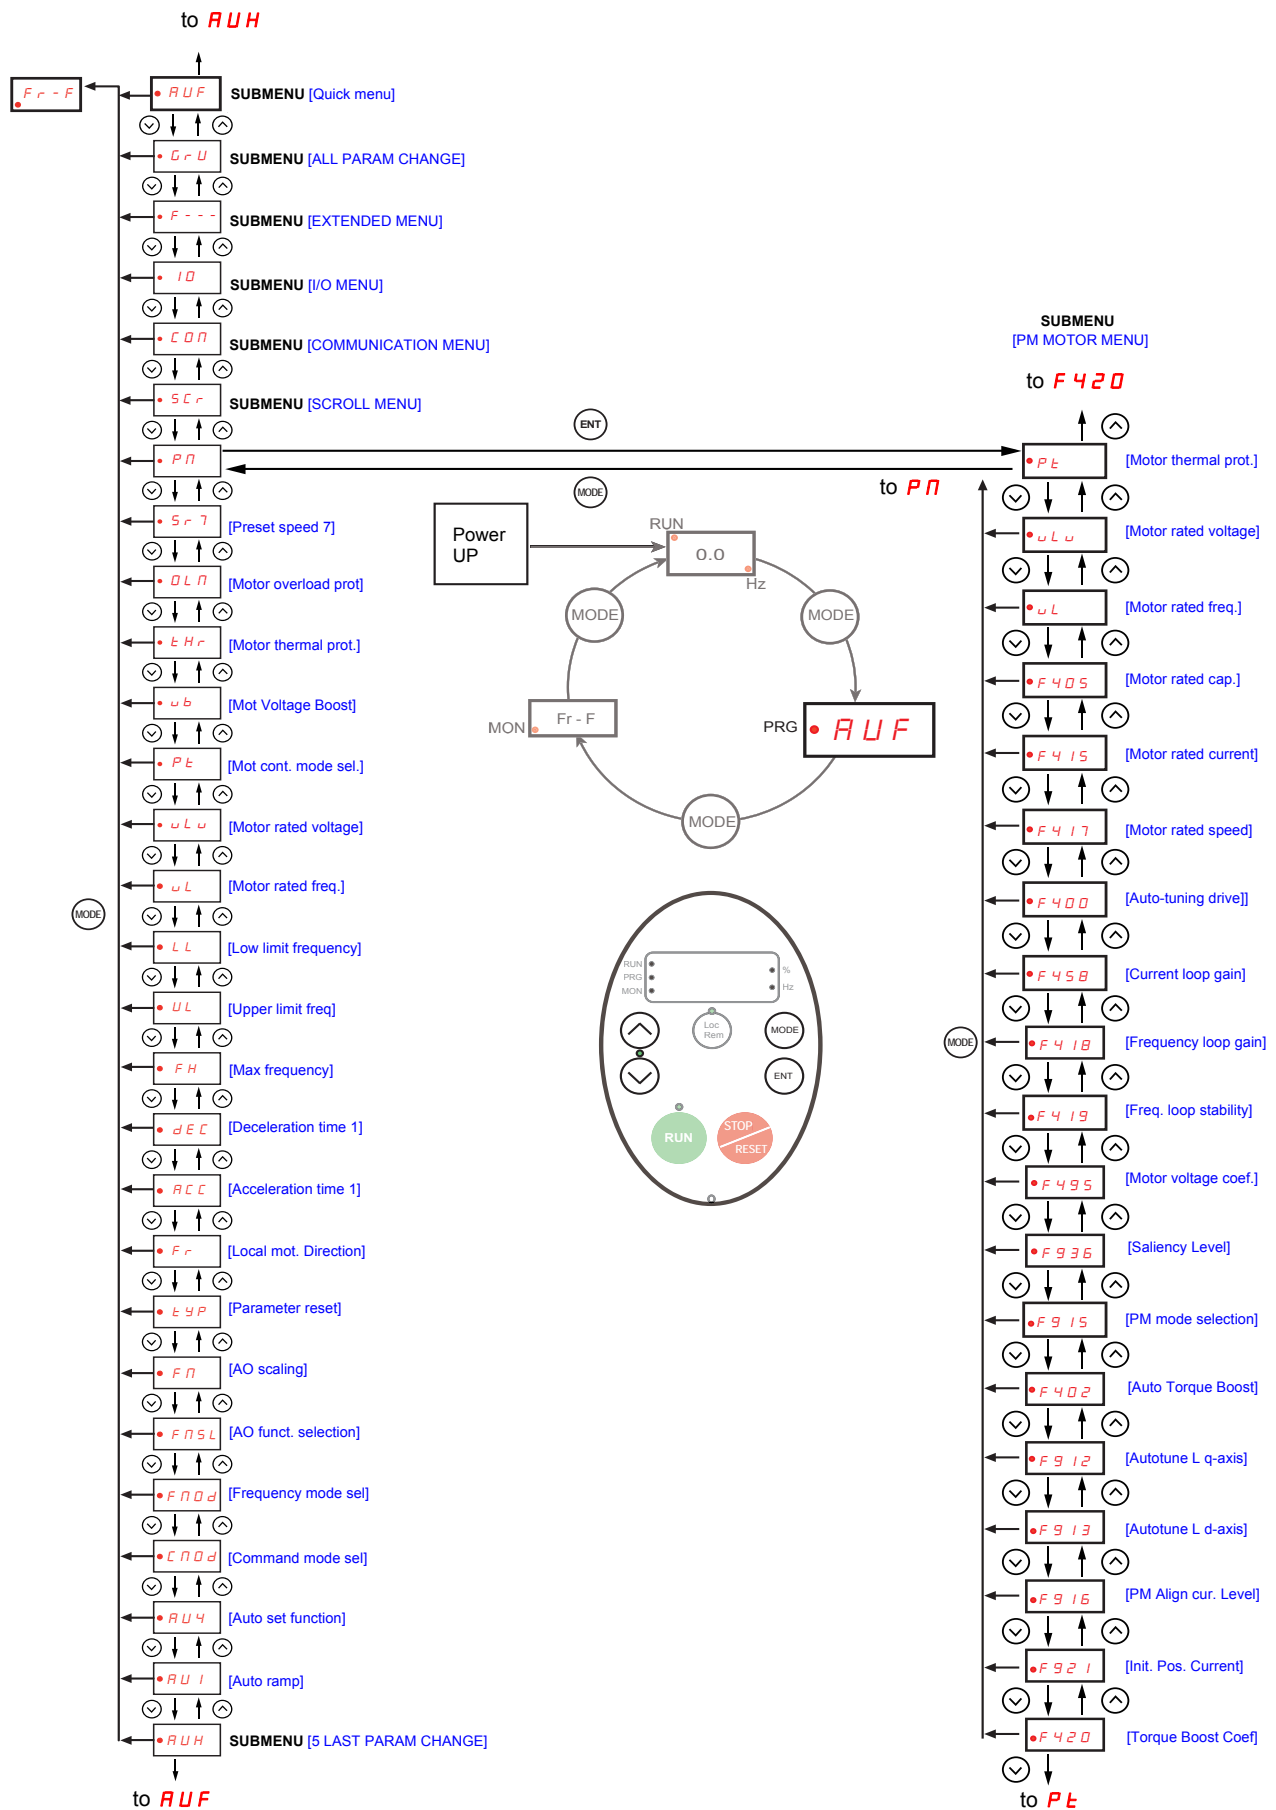 to AUH
Fr-F
AUF SUBMENU [Quick menu]
GrU SUBMENU [ALL PARAM CHANGE]
F--- SUBMENU [EXTENDED MENU]
IO SUBMENU [I/O MENU]
COM SUBMENU [COMMUNICATION MENU]
SCr SUBMENU [SCROLL MENU]
PM
Sr7 [Preset speed 7]
OLM [Motor overload prot]
tHr [Motor thermal prot.]
ub [Mot Voltage Boost]
Pt [Mot cont. mode sel.]
uLu [Motor rated voltage]
uL [Motor rated freq.]
MODE
LL [Low limit frequency]
UL [Upper limit freq]
FH [Max frequency]
dEC [Deceleration time 1]
ACC [Acceleration time 1]
Fr [Local mot. Direction]
tYP [Parameter reset]
FM [AO scaling]
FMSL [AO funct. selection]
FMOd [Frequency mode sel]
CMOd [Command mode sel]
AU4 [Auto set function]
AU1 [Auto ramp]
AUH SUBMENU [5 LAST PARAM CHANGE]
to AUF
ENT
MODE
to PM
Power
UP
RUN
0.0
Hz
MODE
MODE
MON
Fr - F
PRG
AUF
MODE
RUN
PRG
MON
%
Hz
Loc
Rem
MODE
ENT
RUN
STOP
RESET
SUBMENU
[PM MOTOR MENU]
to F420
Pt [Motor thermal prot.]
uLu [Motor rated voltage]
uL [Motor rated freq.]
F405 [Motor rated cap.]
F415 [Motor rated current]
F417 [Motor rated speed]
F400 [Auto-tuning drive]]
F458 [Current loop gain]
MODE
F418 [Frequency loop gain]
F419 [Freq. loop stability]
F495 [Motor voltage coef.]
F936 [Saliency Level]
F915 [PM mode selection]
F402 [Auto Torque Boost]
F912 [Autotune L q-axis]
F913 [Autotune L d-axis]
F916 [PM Align cur. Level]
F921 [Init. Pos. Current]
F420 [Torque Boost Coef]
to Pt